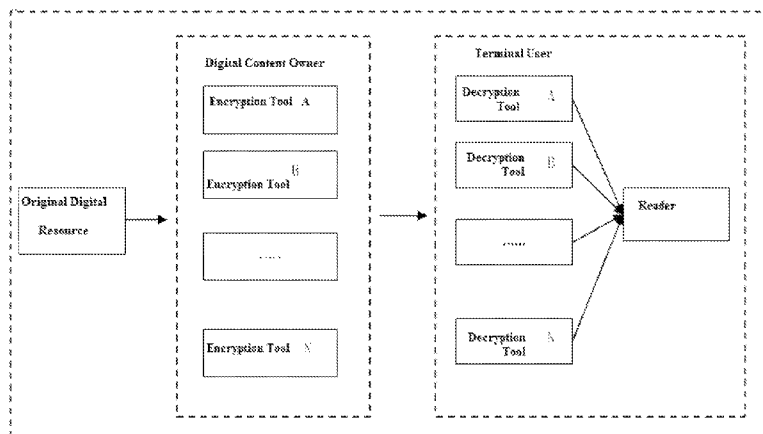 Original Digital
Resource
Digital Content Owner
Encryption Tool A
B
Encryption Tool
......
Encryption Tool N
Terminal User
Decryption A
Tool
Decryption B
Tool
......
Decryption N
Tool
Reader